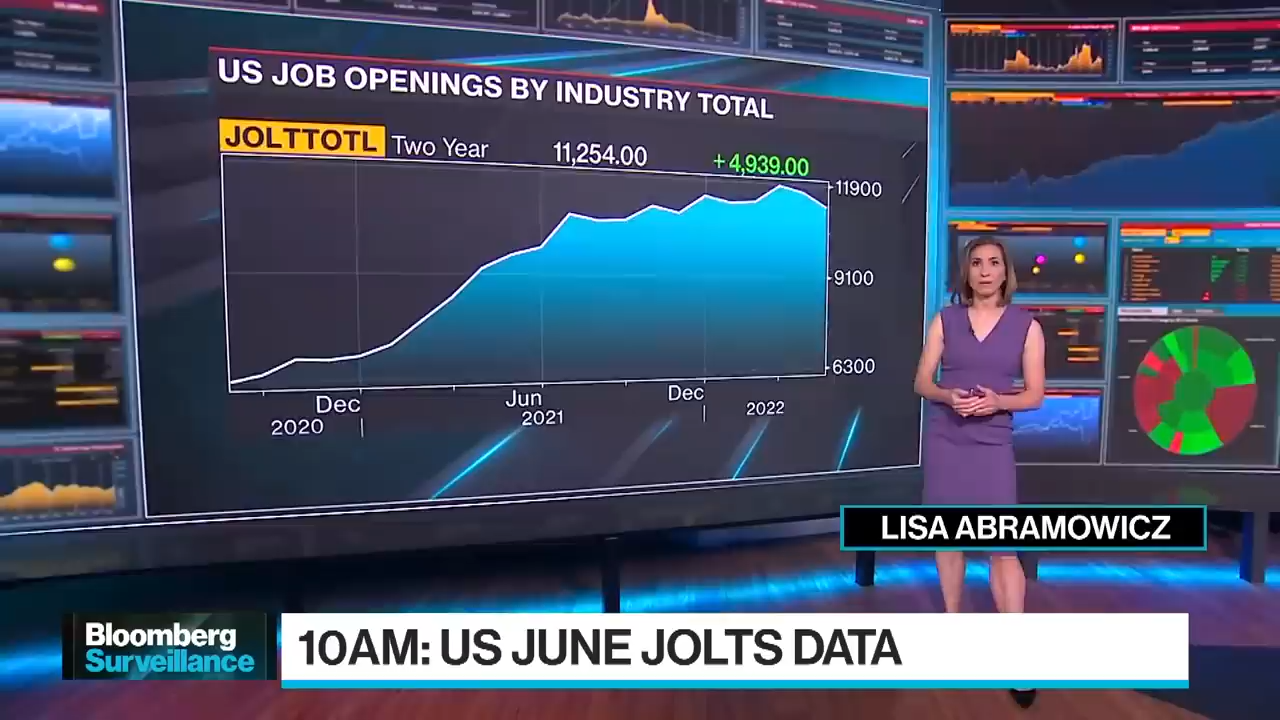 US JOB OPENINGS BY INDUSTRY TOTAL
JOLTTOTL Two Year 11,254.00 +4,939.00
11900
9100
6300
Dec Jun Dec
2020 2021 2022
LISA ABRAMOWICZ
Bloomberg
Surveillance
10AM: US JUNE JOLTS DATA